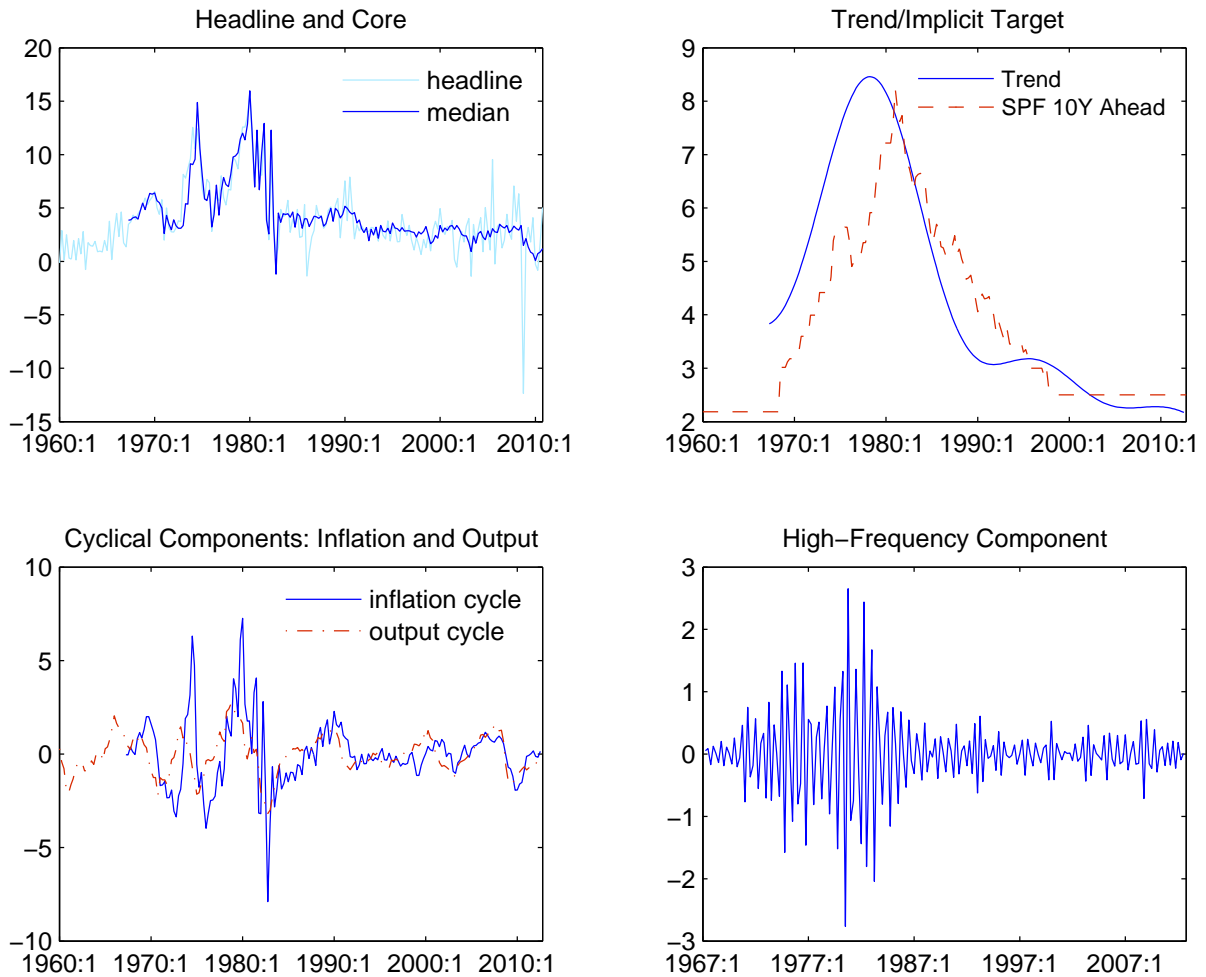 Headline and Core
20
15
10
5
0
−5
−10
−15
1960:1 1970:1 1980:1 1990:1 2000:1 2010:1
headline
median
Trend/Implicit Target
9
8
7
6
5
4
3
2
1960:1 1970:1 1980:1 1990:1 2000:1 2010:1
Trend
SPF 10Y Ahead
Cyclical Components: Inflation and Output
10
5
0
−5
−10
1960:1 1970:1 1980:1 1990:1 2000:1 2010:1
inflation cycle
output cycle
High−Frequency Component
3
2
1
0
−1
−2
−3
1967:1 1977:1 1987:1 1997:1 2007:1